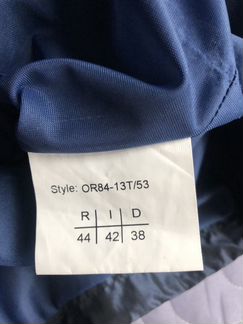 Style: OR84-13T/53
R | I | D
44 | 42 | 38